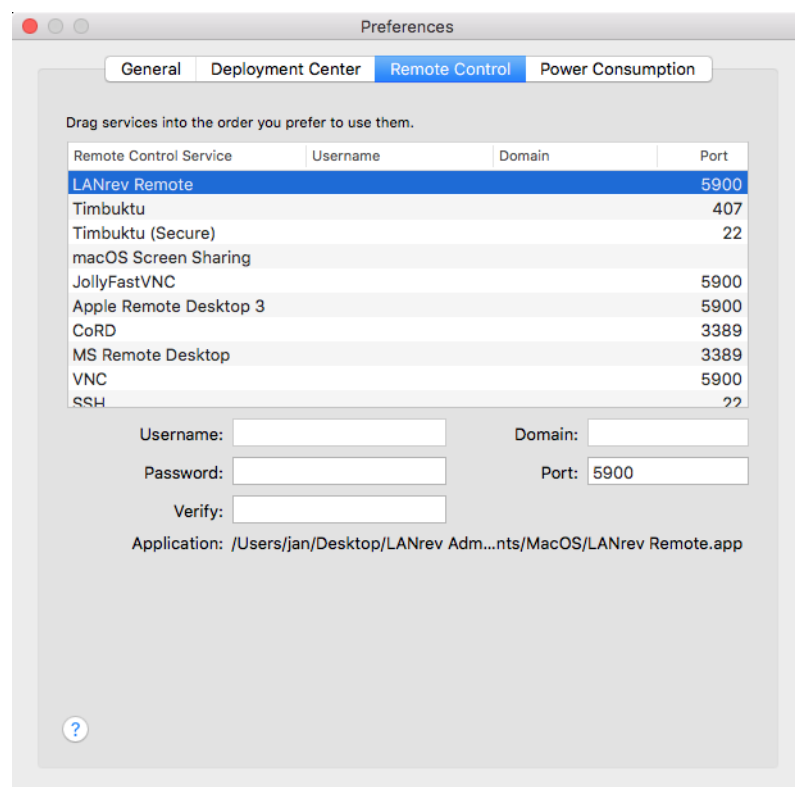 Preferences
General Deployment Center Remote Control Power Consumption
Drag services into the order you prefer to use them.
Remote Control Service Username Domain Port
LANrev Remote 5900
Timbuktu 407
Timbuktu (Secure) 22
macOS Screen Sharing
JollyFastVNC 5900
Apple Remote Desktop 3 5900
CoRD 3389
MS Remote Desktop 3389
VNC 5900
SSH 22
Username: Domain:
Password: Port: 5900
Verify:
Application: /Users/jan/Desktop/LANrev Adm...nts/MacOS/LANrev Remote.app
?